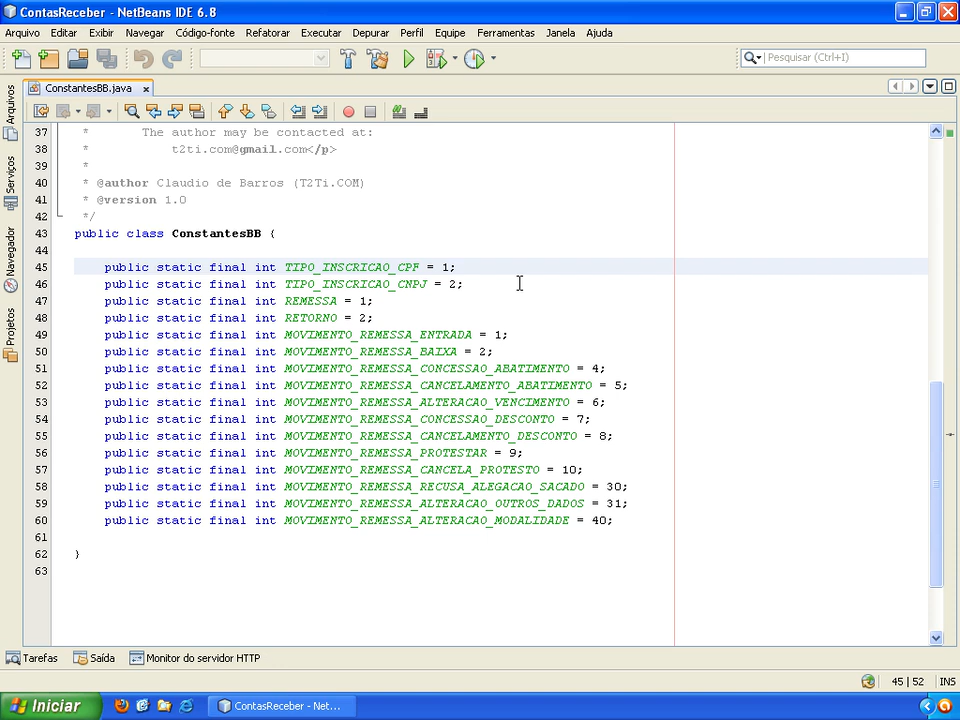 ContasReceber - NetBeans IDE 6.8
Arquivo Editar Exibir Navegar Código-fonte Refatorar Executar Depurar Perfil Equipe Ferramentas Janela Ajuda
Pesquisar (Ctrl+I)
ConstantesBB.java x
Arquivos
Serviços
Navegador
Projetos
37 * The author may be contacted at:
38 * t2ti.com@gmail.com</p>
39 *
40 * @author Claudio de Barros (T2Ti.COM)
41 * @version 1.0
42 */
43 public class ConstantesBB {
44
45 public static final int TIPO_INSCRICAO_CPF = 1;
46 public static final int TIPO_INSCRICAO_CNPJ = 2;
47 public static final int REMESSA = 1;
48 public static final int RETORNO = 2;
49 public static final int MOVIMENTO_REMESSA_ENTRADA = 1;
50 public static final int MOVIMENTO_REMESSA_BAIXA = 2;
51 public static final int MOVIMENTO_REMESSA_CONCESSAO_ABATIMENTO = 4;
52 public static final int MOVIMENTO_REMESSA_CANCELAMENTO_ABATIMENTO = 5;
53 public static final int MOVIMENTO_REMESSA_ALTERACAO_VENCIMENTO = 6;
54 public static final int MOVIMENTO_REMESSA_CONCESSAO_DESCONTO = 7;
55 public static final int MOVIMENTO_REMESSA_CANCELAMENTO_DESCONTO = 8;
56 public static final int MOVIMENTO_REMESSA_PROTESTAR = 9;
57 public static final int MOVIMENTO_REMESSA_CANCELA_PROTESTO = 10;
58 public static final int MOVIMENTO_REMESSA_RECUSA_ALEGACAO_SACADO = 30;
59 public static final int MOVIMENTO_REMESSA_ALTERACAO_OUTROS_DADOS = 31;
60 public static final int MOVIMENTO_REMESSA_ALTERACAO_MODALIDADE = 40;
61
62 }
63
Tarefas Saída Monitor do servidor HTTP
45 | 52 INS
Iniciar ContasReceber - Net...